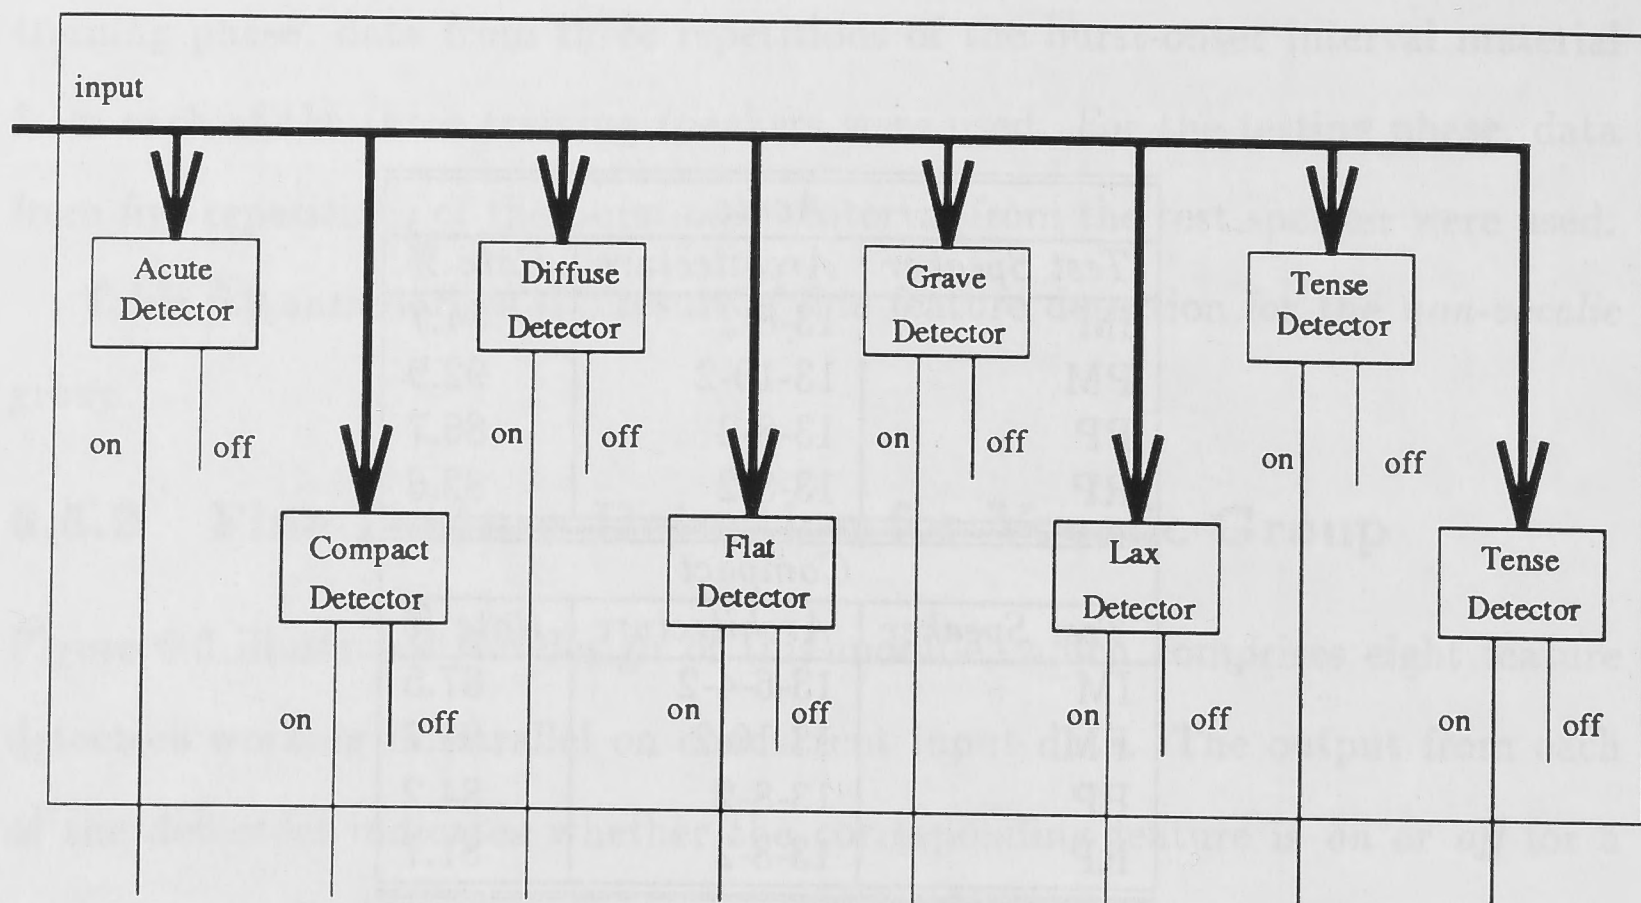 input
Acute
Detector
Diffuse
Detector
Grave
Detector
Tense
Detector
on
off
on
off
on
off
on
off
Compact
Detector
Flat
Detector
Lax
Detector
Tense
Detector
on
off
on
off
on
off
on
off